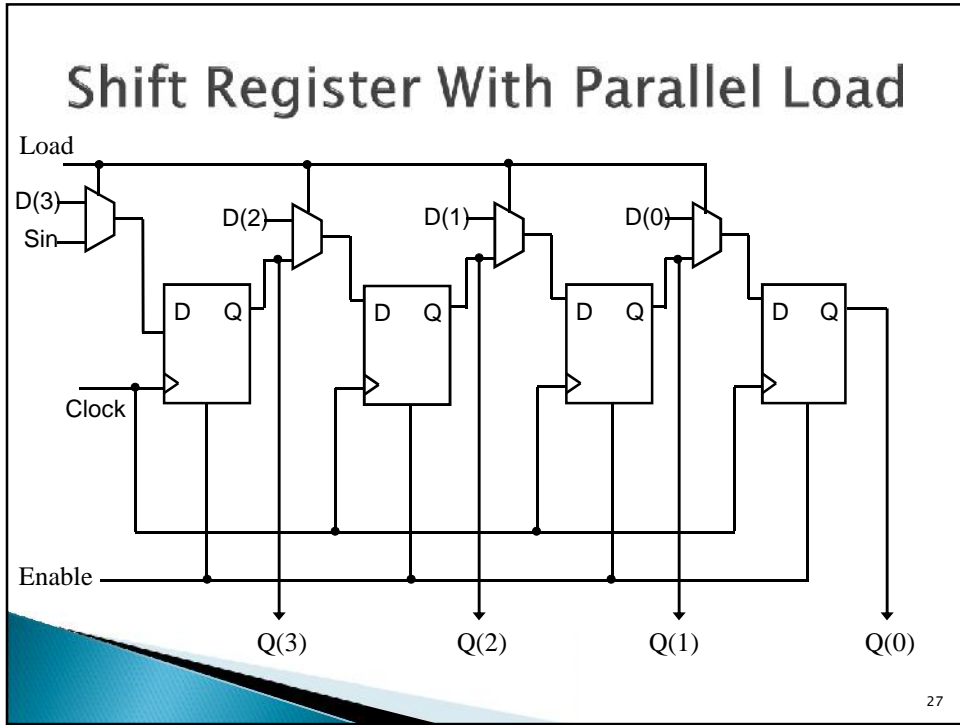 Shift Register With Parallel Load
Load
D(3)
Sin
D(2)
D(1)
D(0)
D Q
D Q
D Q
D Q
Clock
Enable
Q(3)
Q(2)
Q(1)
Q(0)
27